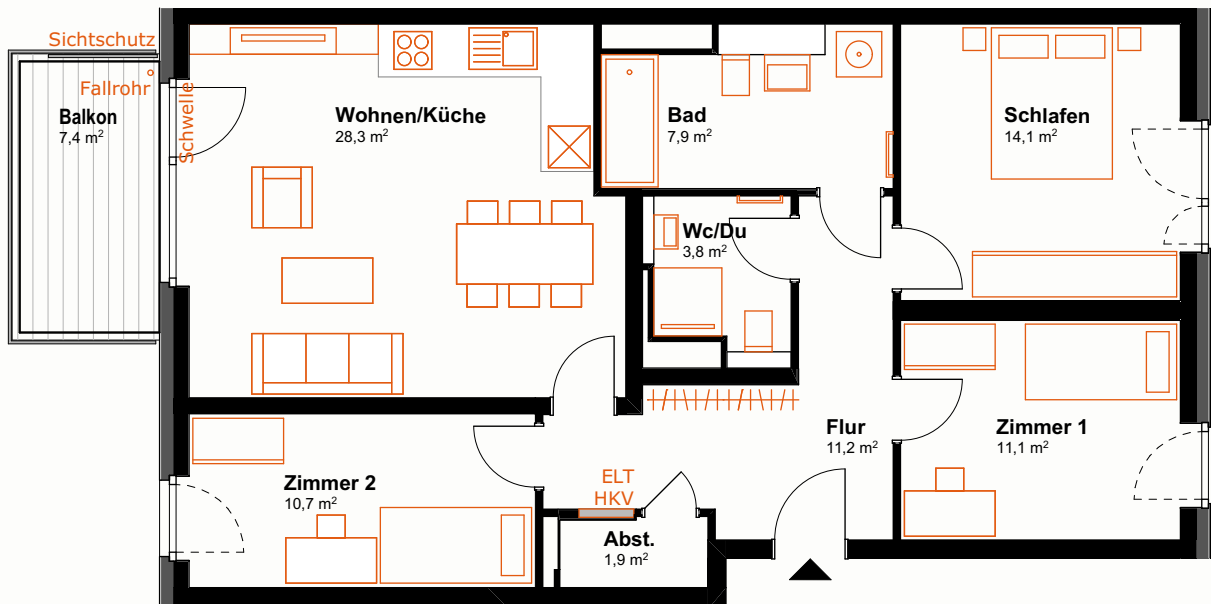 Sichtschutz
Fallrohr
Balkon
7,4 m²
Schwelle
Wohnen/Küche
28,3 m²
Bad
7,9 m²
Schlafen
14,1 m²
Wc/Du
3,8 m²
Flur
11,2 m²
Zimmer 1
11,1 m²
Zimmer 2
10,7 m²
ELT
HKV
Abst.
1,9 m²